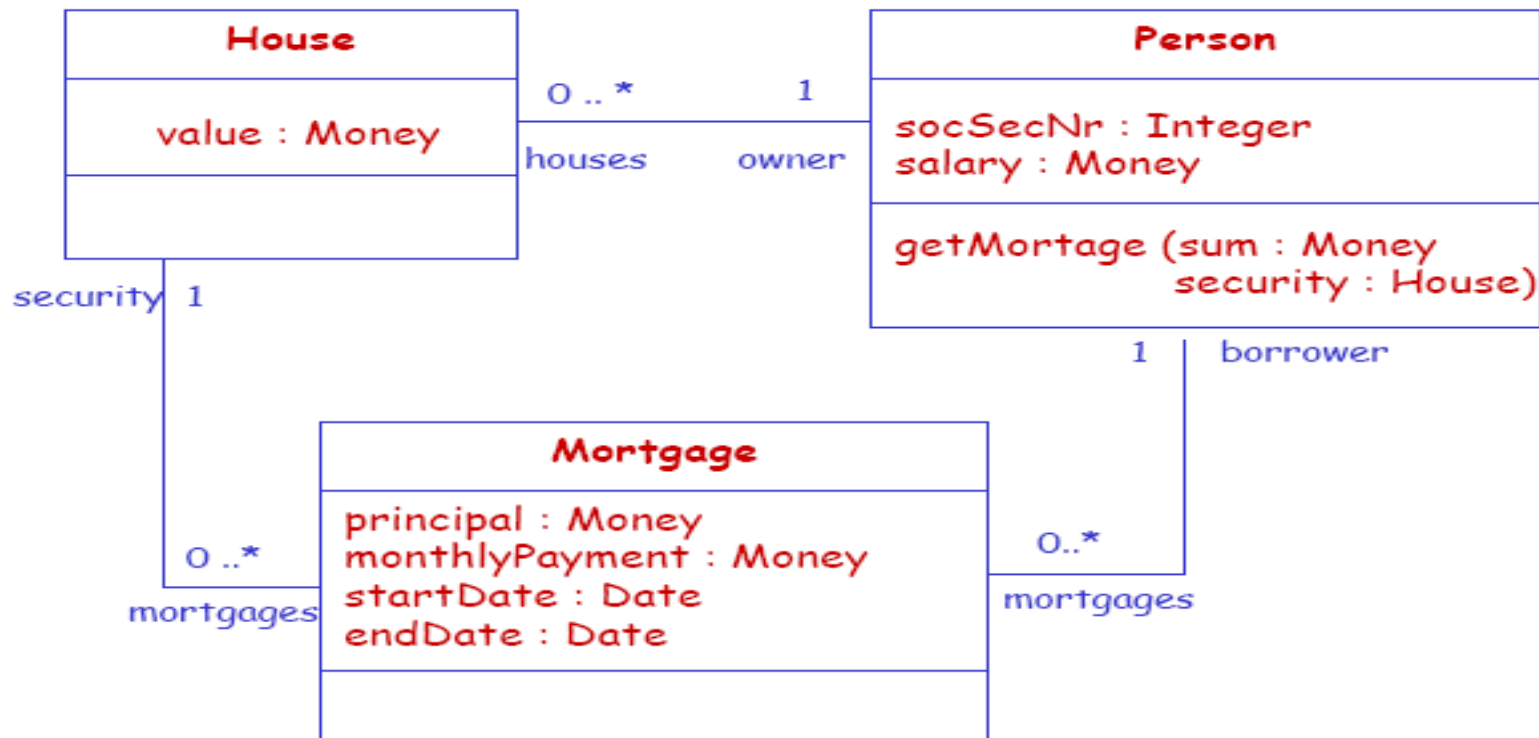 House
value : Money
0 .. *
1
houses
owner
Person
socSecNr : Integer
salary : Money
getMortage (sum : Money
security : House)
security 1
1 borrower
Mortgage
principal : Money
monthlyPayment : Money
startDate : Date
endDate : Date
0 ..*
mortgages
0..*
mortgages